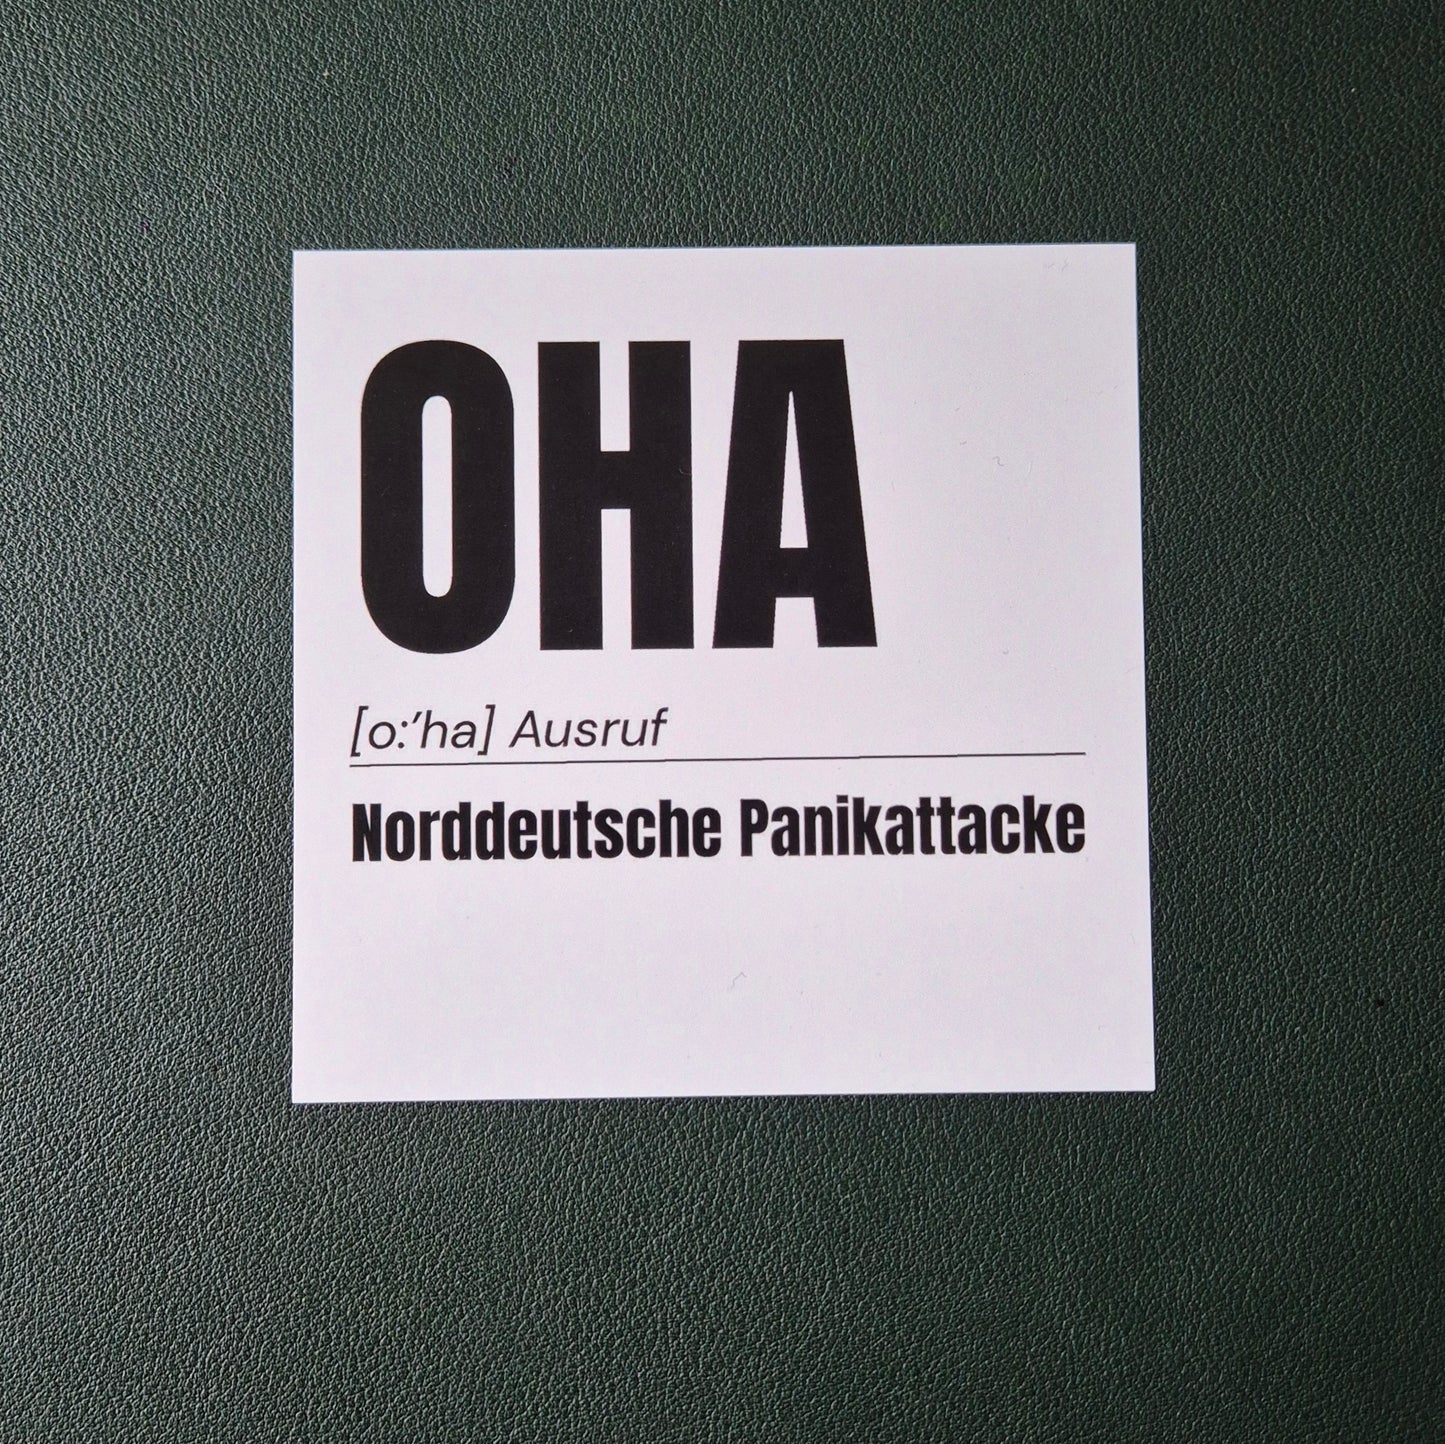 OHA
[o:′ha] Ausruf
Norddeutsche Panikattacke